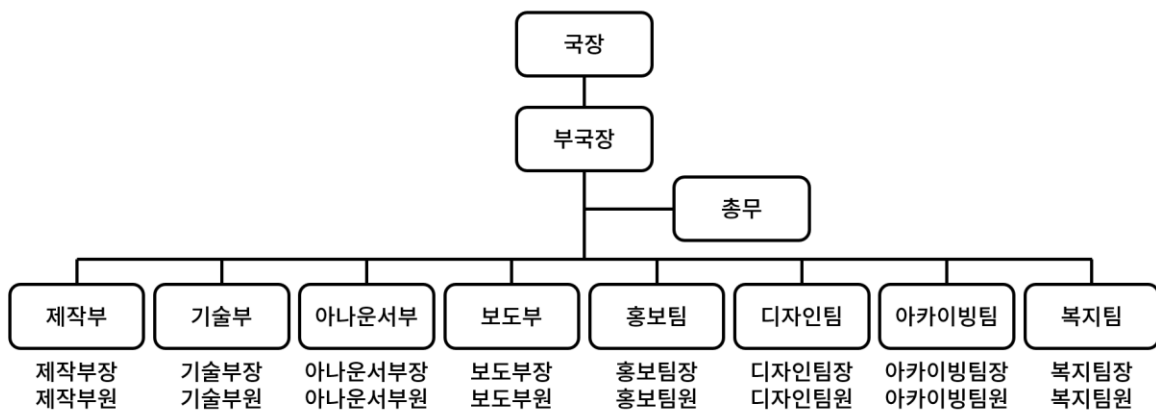 국장
부국장
총무
제작부 기술부 아나운서부 보도부 홍보팀 디자인팀 아카이빙팀 복지팀
제작부장 기술부장 아나운서부장 보도부장 홍보팀장 디자인팀장 아카이빙팀장 복지팀장
제작부원 기술부원 아나운서부원 보도부원 홍보팀원 디자인팀원 아카이빙팀원 복지팀원